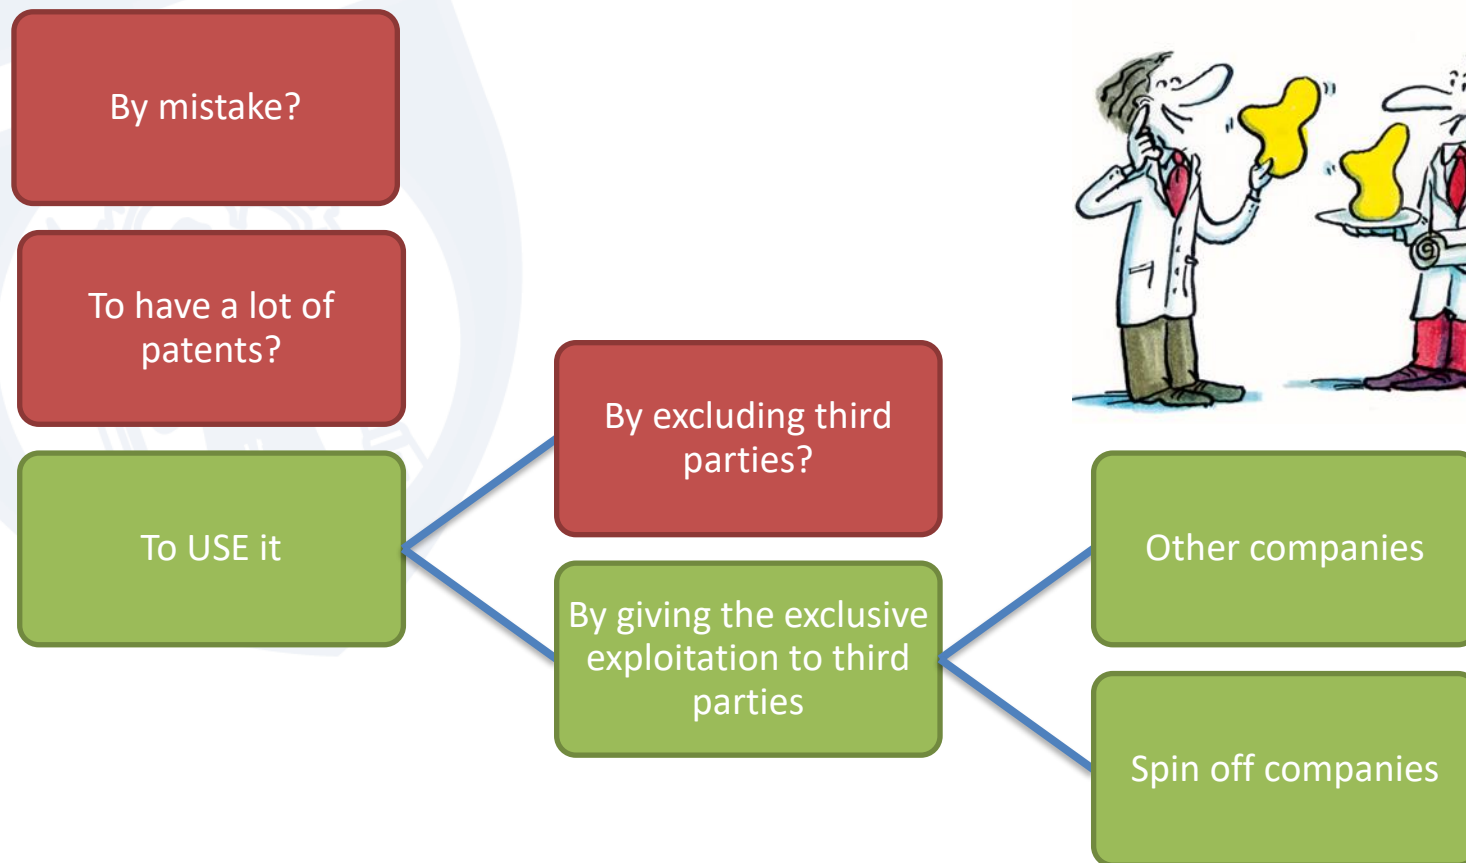 By mistake?
To have a lot of
patents?
To USE it
By excluding third
parties?
By giving the exclusive
exploitation to third
parties
Other companies
Spin off companies